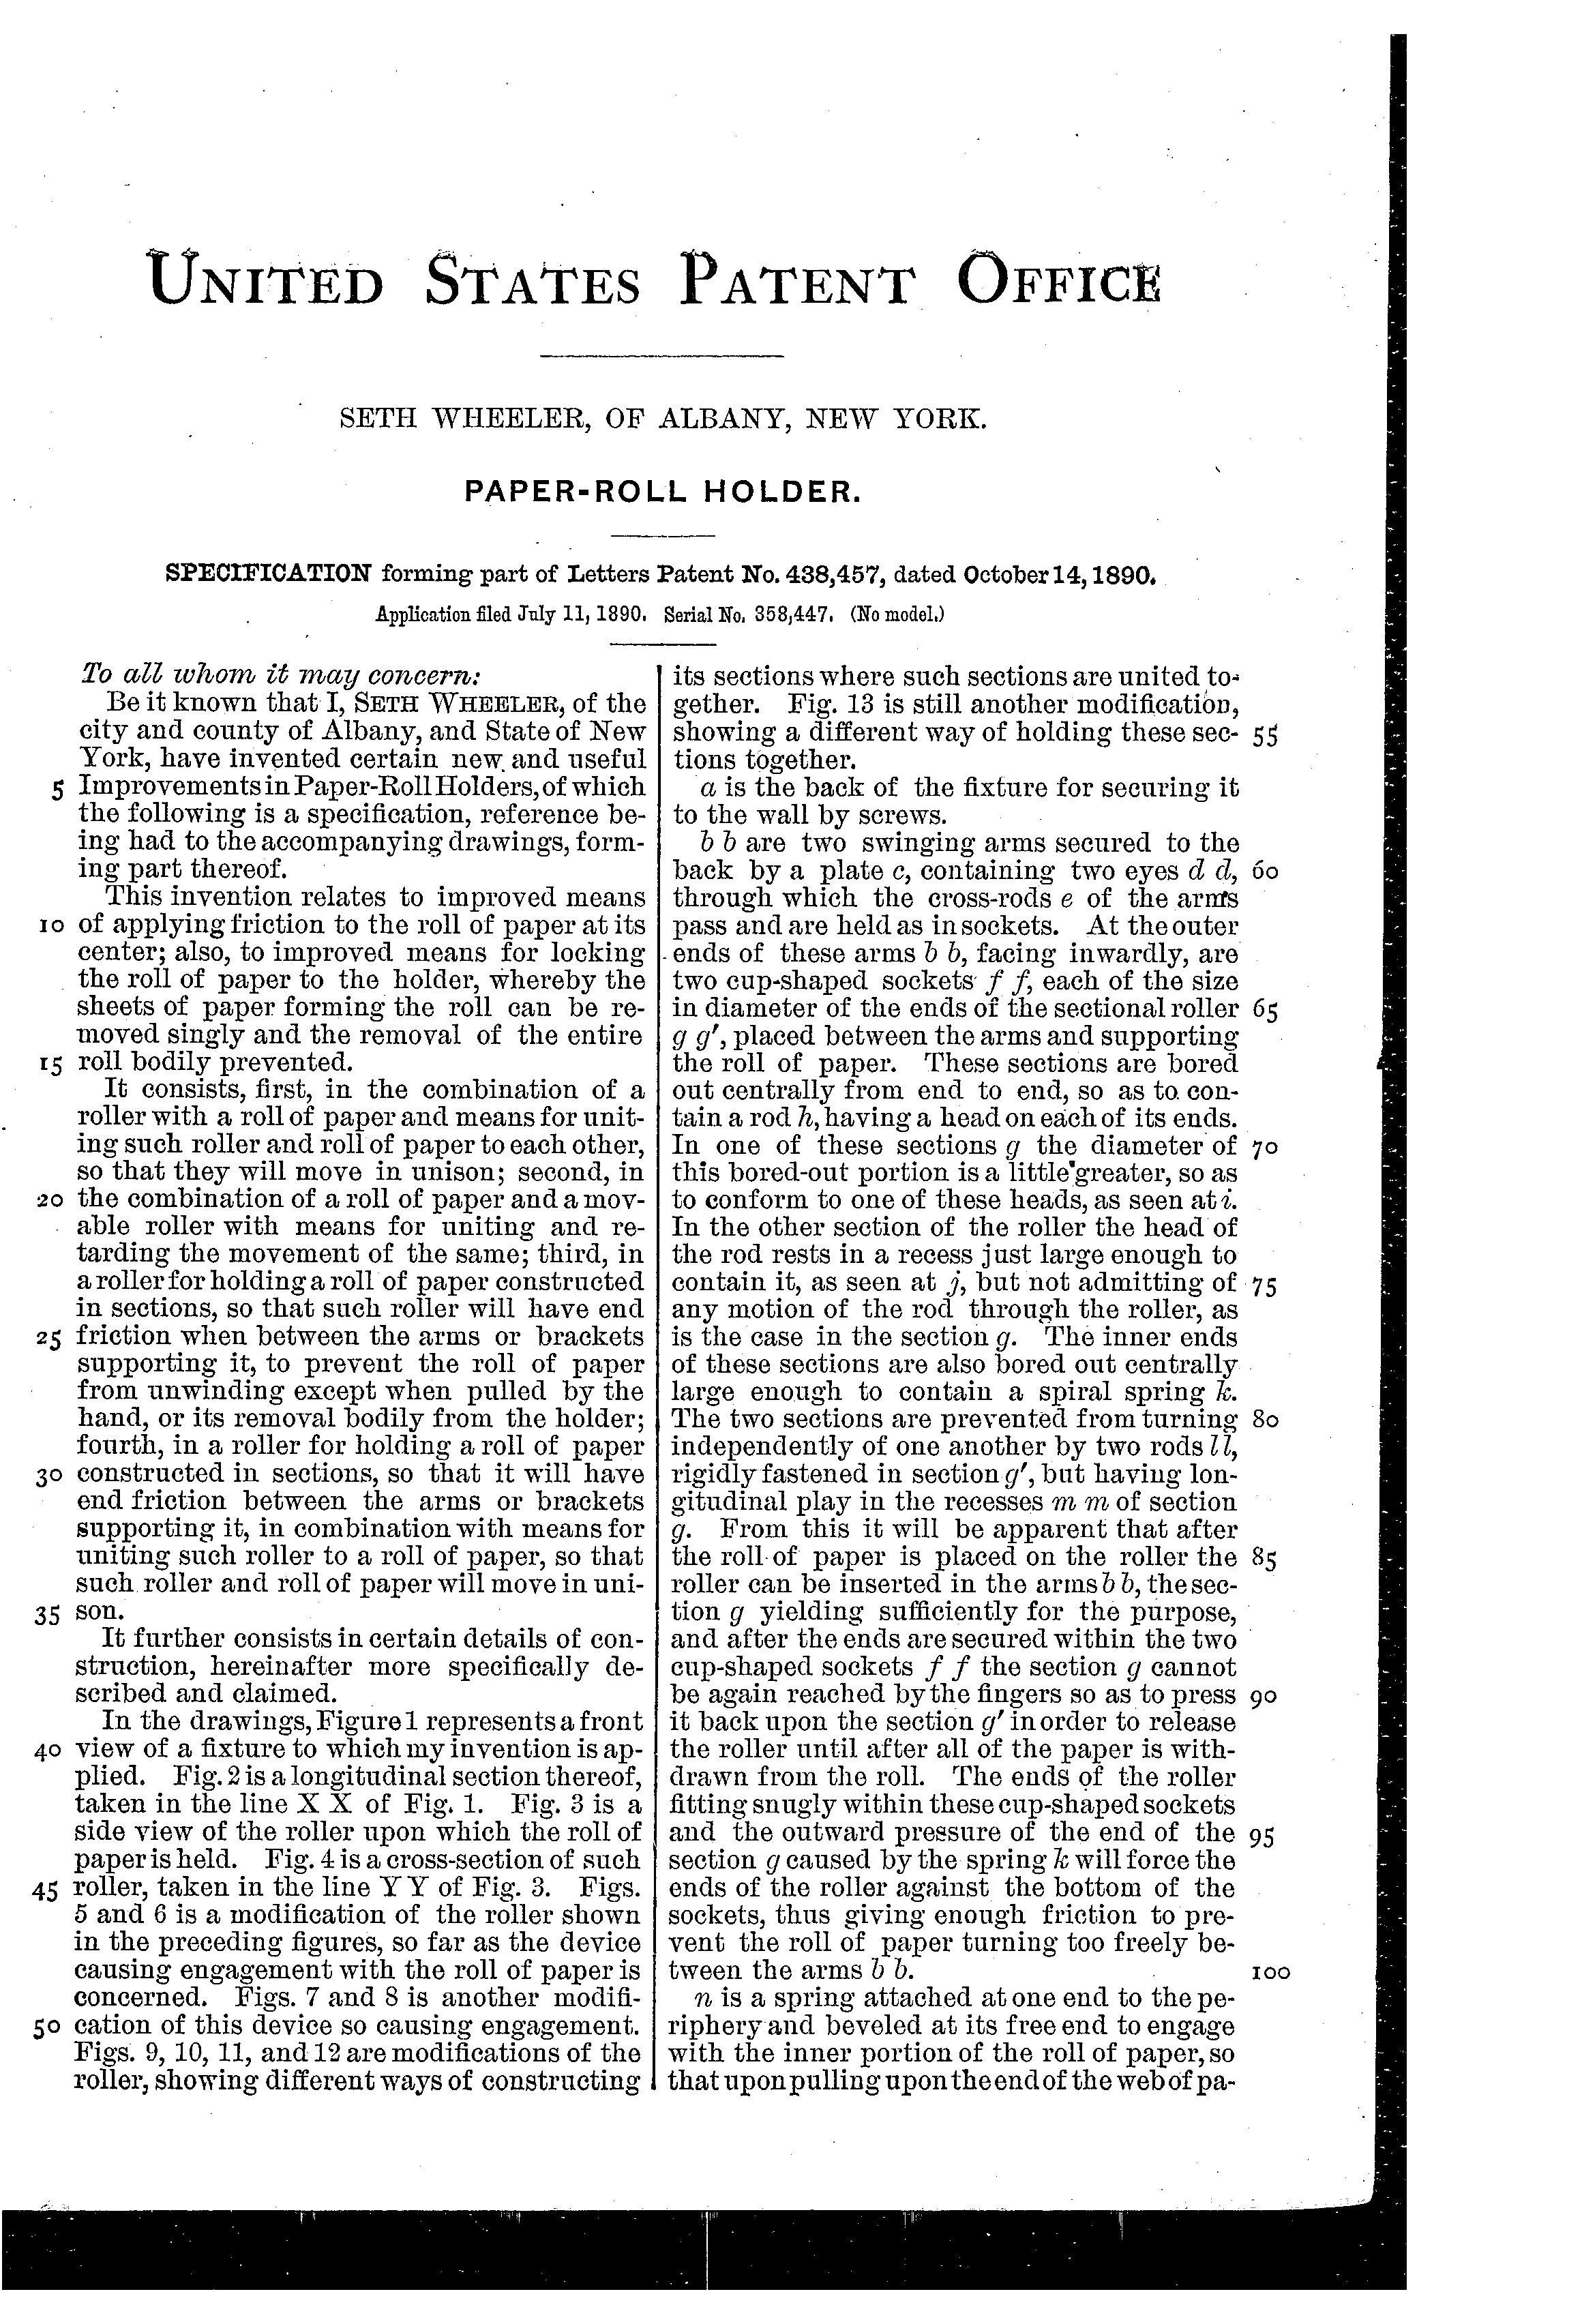 UNITED STATES PATENT OFFICE
SETH WHEELER, OF ALBANY, NEW YORK.
PAPER-ROLL HOLDER.
SPECIFICATION forming part of Letters Patent No. 438,457, dated October 14, 1890.
Application filed July 11, 1890. Serial No. 358,447. (No model.)
To all whom it may concern:
Be it known that I, SETH WHEELER, of the
city and county of Albany, and State of New
York, have invented certain new and useful
5 Improvements in Paper-Roll Holders, of which
the following is a specification, reference be-
ing had to the accompanying drawings, form-
ing part thereof.
This invention relates to improved means
10 of applying friction to the roll of paper at its
center; also, to improved means for locking
the roll of paper to the holder, whereby the
sheets of paper forming the roll can be re-
moved singly and the removal of the entire
15 roll bodily prevented.
It consists, first, in the combination of a
roller with a roll of paper and means for unit-
ing such roller and roll of paper to each other,
so that they will move in unison; second, in
20 the combination of a roll of paper and a mov-
able roller with means for uniting and re-
tarding the movement of the same; third, in
a roller for holding a roll of paper constructed
in sections, so that such roller will have end
25 friction when between the arms or brackets
supporting it, to prevent the roll of paper
from unwinding except when pulled by the
hand, or its removal bodily from the holder;
fourth, in a roller for holding a roll of paper
30 constructed in sections, so that it will have
end friction between the arms or brackets
supporting it, in combination with means for
uniting such roller to a roll of paper, so that
such roller and roll of paper will move in uni-
35 son.
It further consists in certain details of con-
struction, hereinafter more specifically de-
scribed and claimed.
In the drawings, Figure 1 represents a front
40 view of a fixture to which my invention is ap-
plied. Fig. 2 is a longitudinal section thereof,
taken in the line X X of Fig. 1. Fig. 3 is a
side view of the roller upon which the roll of
paper is held. Fig. 4 is a cross-section of such
45 roller, taken in the line Y Y of Fig. 3. Figs.
5 and 6 is a modification of the roller shown
in the preceding figures, so far as the device
causing engagement with the roll of paper is
concerned. Figs. 7 and 8 is another modifi-
50 cation of this device so causing engagement.
Figs. 9, 10, 11, and 12 are modifications of the
roller, showing different ways of constructing
its sections where such sections are united to-
gether. Fig. 13 is still another modification,
showing a different way of holding these sec- 55
tions together.
a is the back of the fixture for securing it
to the wall by screws.
b b are two swinging arms secured to the
back by a plate c, containing two eyes d d, 60
through which the cross-rods e of the arms
pass and are held as in sockets. At the outer
ends of these arms b b, facing inwardly, are
two cup-shaped sockets f f, each of the size
in diameter of the ends of the sectional roller 65
g g', placed between the arms and supporting
the roll of paper. These sections are bored
out centrally from end to end, so as to con-
tain a rod h, having a head on each of its ends.
In one of these sections g the diameter of 70
this bored-out portion is a little greater, so as
to conform to one of these heads, as seen at i.
In the other section of the roller the head of
the rod rests in a recess just large enough to
contain it, as seen at j, but not admitting of 75
any motion of the rod through the roller, as
is the case in the section g. The inner ends
of these sections are also bored out centrally
large enough to contain a spiral spring k.
The two sections are prevented from turning 80
independently of one another by two rods l l,
rigidly fastened in section g', but having lon-
gitudinal play in the recesses m m of section
g. From this it will be apparent that after
the roll of paper is placed on the roller the 85
roller can be inserted in the arms b b, the sec-
tion g yielding sufficiently for the purpose,
and after the ends are secured within the two
cup-shaped sockets f f the section g cannot
be again reached by the fingers so as to press 90
it back upon the section g' in order to release
the roller until after all of the paper is with-
drawn from the roll. The ends of the roller
fitting snugly within these cup-shaped sockets
and the outward pressure of the end of the 95
section g caused by the spring k will force the
ends of the roller against the bottom of the
sockets, thus giving enough friction to pre-
vent the roll of paper turning too freely be-
tween the arms b b. 100
n is a spring attached at one end to the pe-
riphery and beveled at its free end to engage
with the inner portion of the roll of paper, so
that upon pulling upon the end of the web of pa-